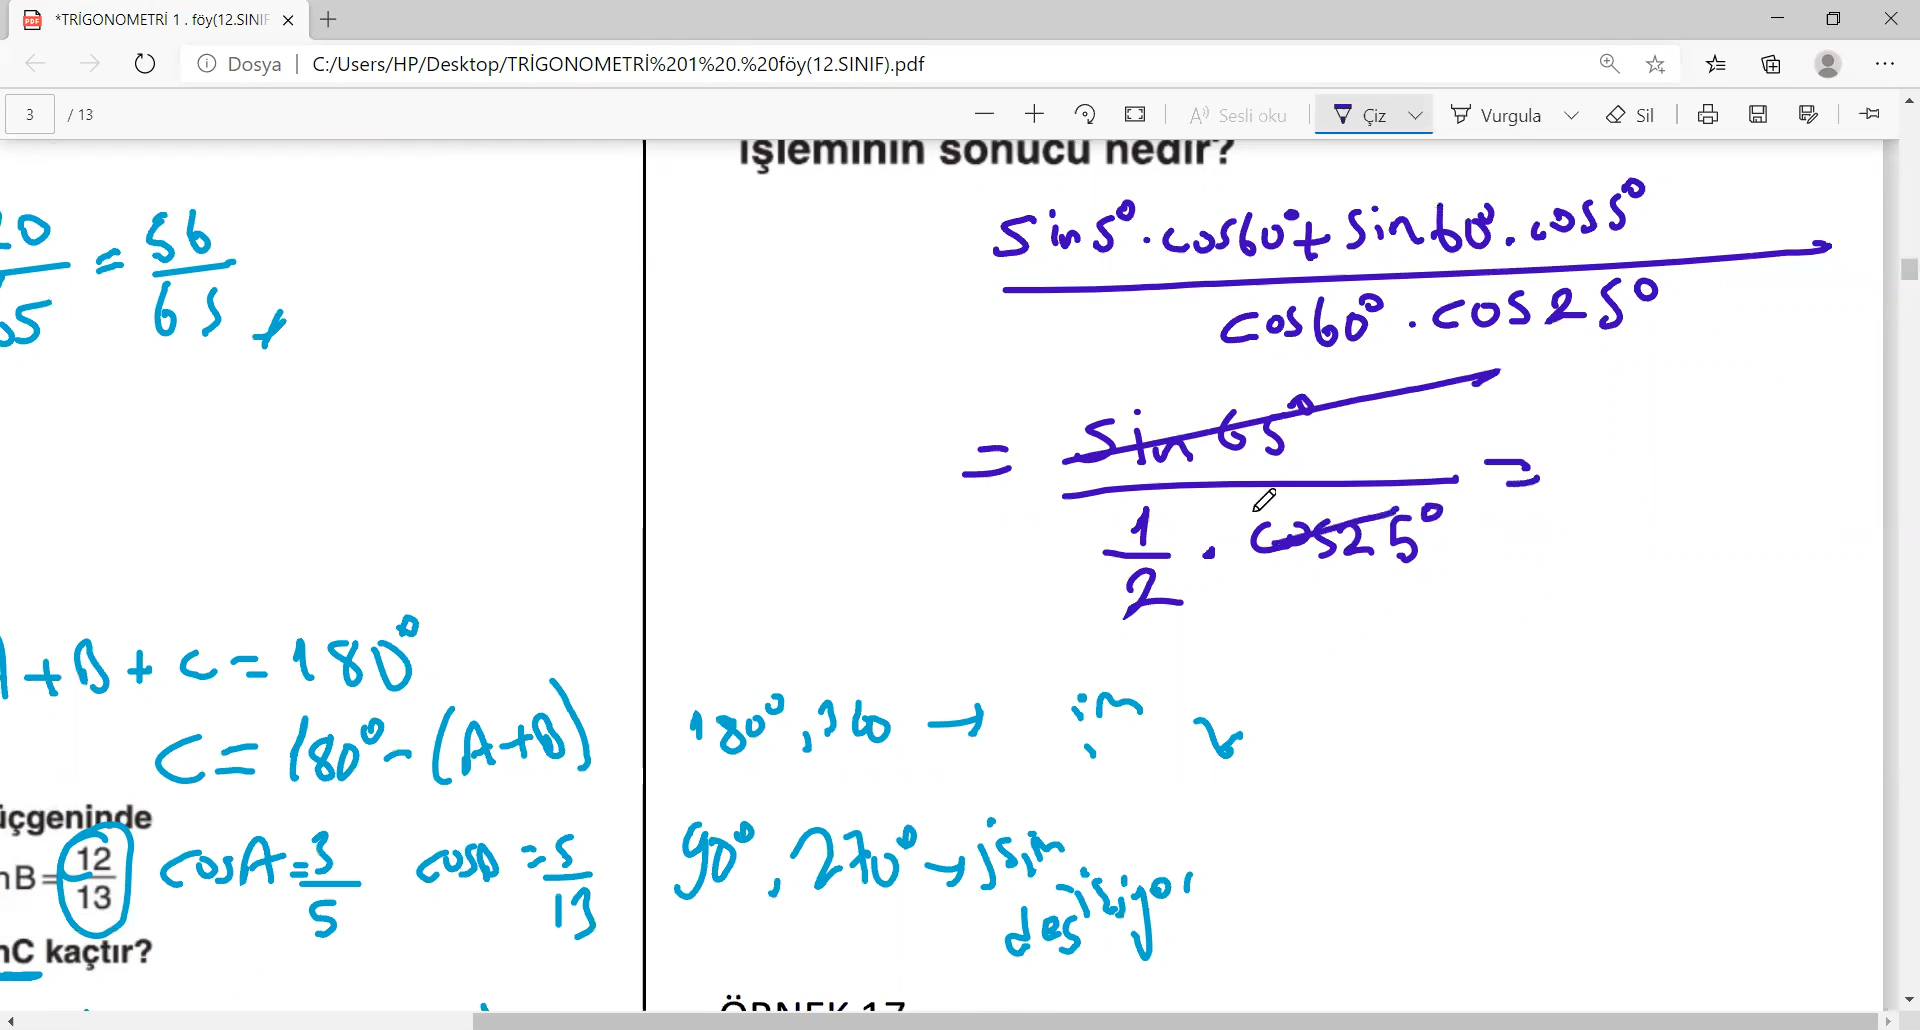 *TRİGONOMETRİ 1 . föy(12.SINIF
Dosya | C:/Users/HP/Desktop/TRİGONOMETRİ%201%20.%20föy(12.SINIF).pdf
3 / 13
Sesli oku
Çiz
Vurgula
Sil
= 56/65
A+B+C=180°
C=180°-(A+B)
üçgeninde
nB= 12/13
cosA=3/5
cosB=5/13
nC kaçtır?
işleminin sonucu nedir?
sin5°.cos60°+sin60°.cos5°
cos60°.cos25°
= sin65° =
1/2 . cos25°
180°, 360 →
90°, 270° → isim
değişiyor
ÖRNEK 17